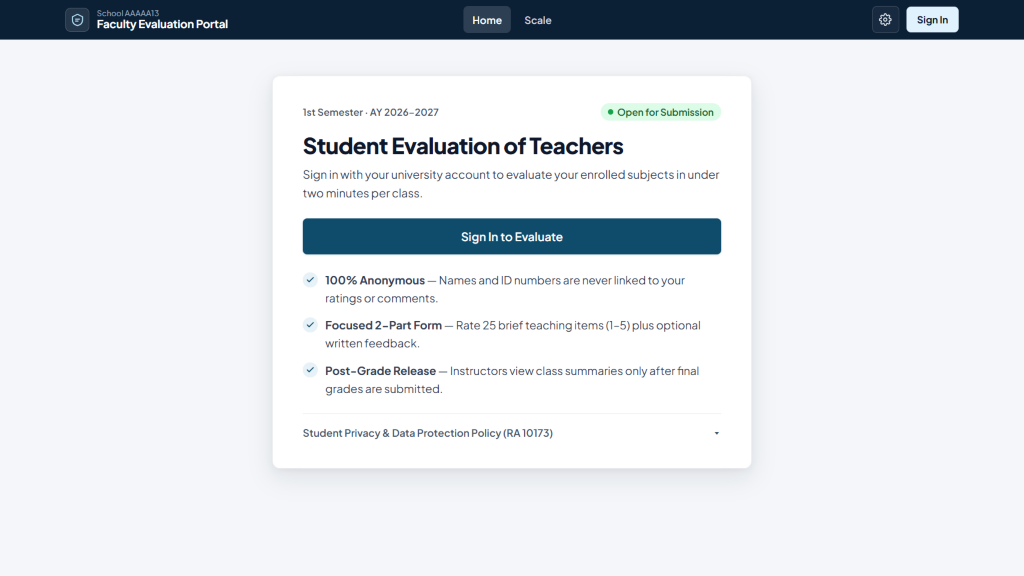 School AAAAA13
Faculty Evaluation Portal
Home
Scale
Sign In
1st Semester · AY 2026–2027
Open for Submission
Student Evaluation of Teachers
Sign in with your university account to evaluate your enrolled subjects in under
two minutes per class.
Sign In to Evaluate
100% Anonymous — Names and ID numbers are never linked to your
ratings or comments.
Focused 2-Part Form — Rate 25 brief teaching items (1–5) plus optional
written feedback.
Post-Grade Release — Instructors view class summaries only after final
grades are submitted.
Student Privacy & Data Protection Policy (RA 10173)